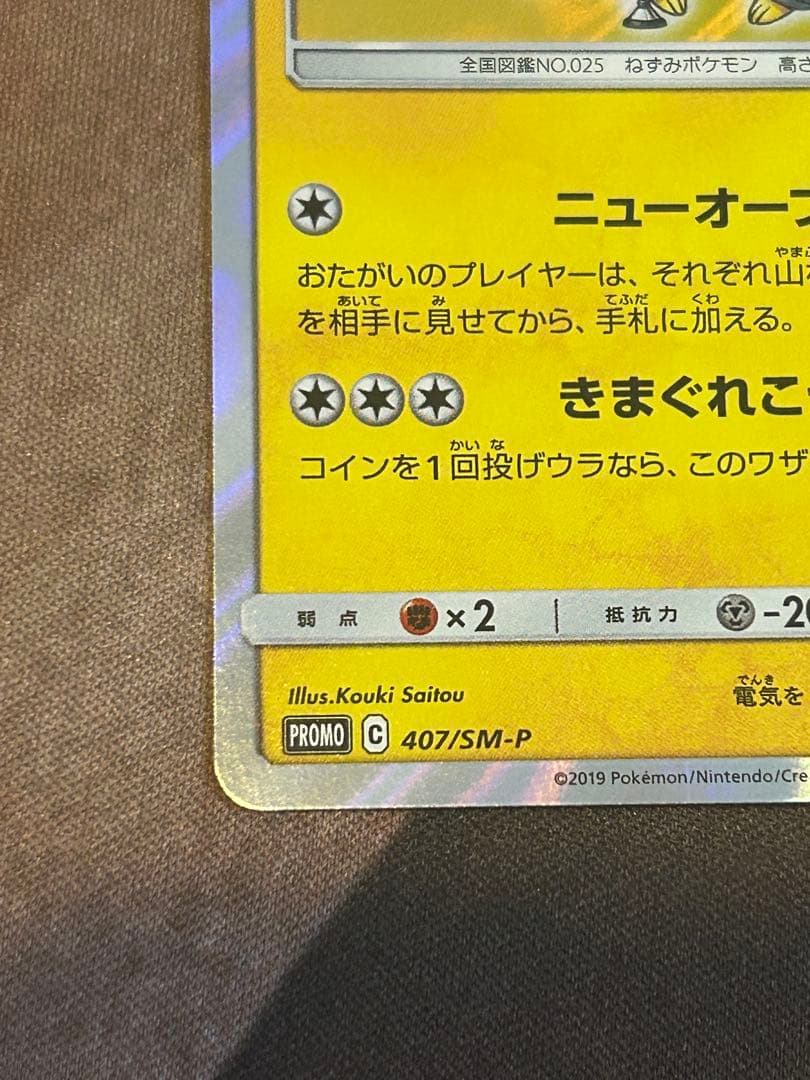 全国図鑑NO.025 ねずみポケモン 高さ
ニューオープ
おたがいのプレイヤーは、それぞれ山
を相手に見せてから、手札に加える。
きまぐれこ
コインを1回投げウラなら、このワザ
弱点 ×2 抵抗力 -20
Illus.Kouki Saitou
電気を
PROMO C 407/SM-P
©2019 Pokémon/Nintendo/Cre